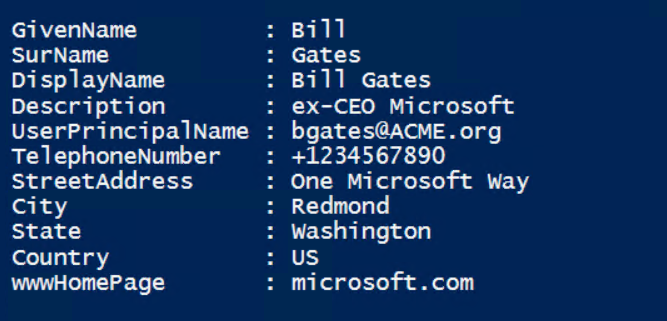 GivenName : Bill
SurName : Gates
DisplayName : Bill Gates
Description : ex-CEO Microsoft
UserPrincipalName : bgates@ACME.org
TelephoneNumber : +1234567890
StreetAddress : One Microsoft Way
City : Redmond
State : Washington
Country : US
wwwHomePage : microsoft.com